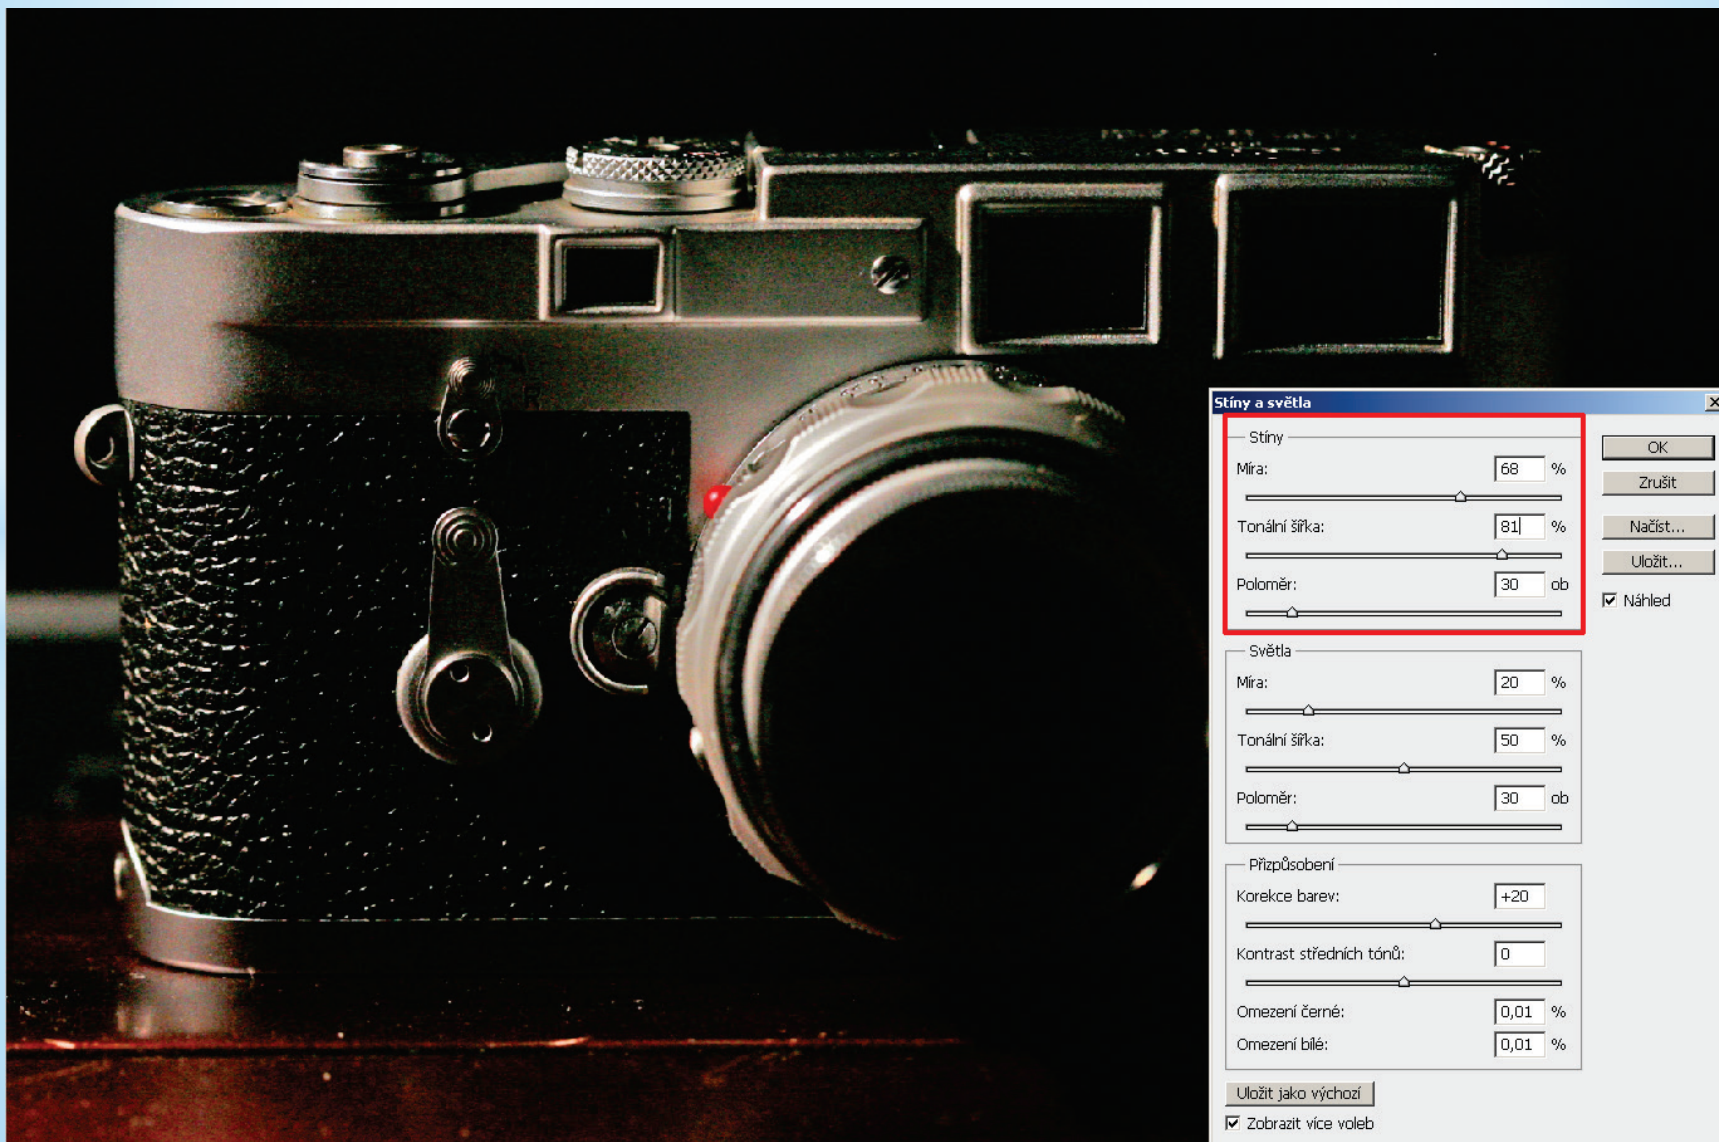 Stíny a světla
Stíny
Míra: 68 %
Tonální šířka: 81 %
Poloměr: 30 ob
Světla
Míra: 20 %
Tonální šířka: 50 %
Poloměr: 30 ob
Přizpůsobení
Korekce barev: +20
Kontrast středních tónů: 0
Omezení černé: 0,01 %
Omezení bílé: 0,01 %
Uložit jako výchozí
Zobrazit více voleb
OK
Zrušit
Načíst...
Uložit...
Náhled